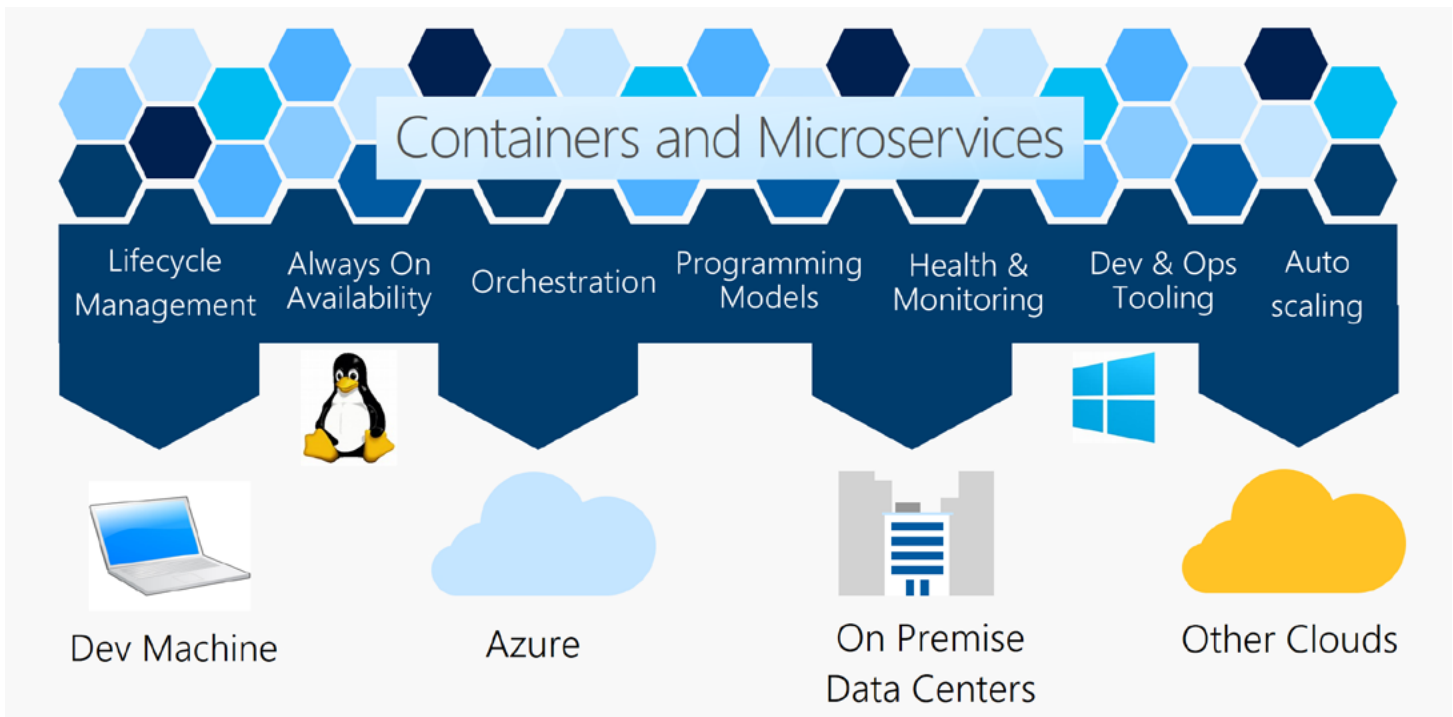 Containers and Microservices
Lifecycle
Management
Always On
Availability
Orchestration
Programming
Models
Health &
Monitoring
Dev & Ops
Tooling
Auto
scaling
Dev Machine
Azure
On Premise
Data Centers
Other Clouds